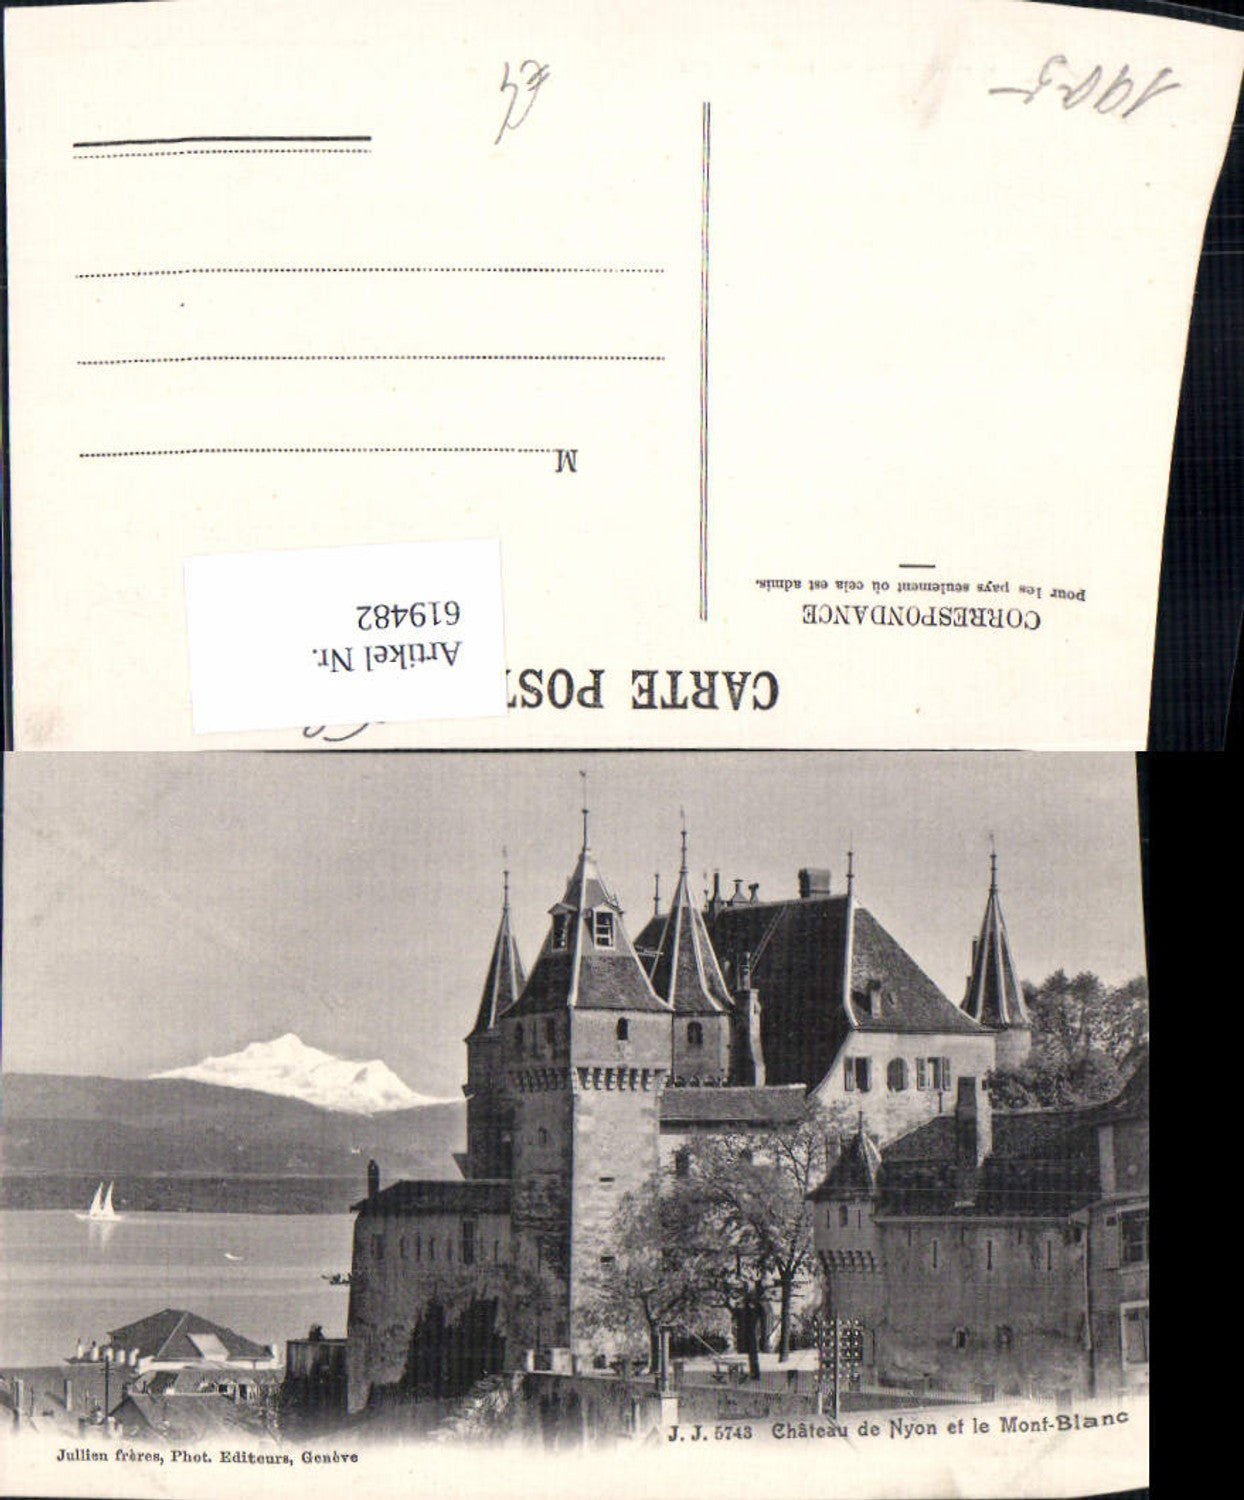 CARTE POST
CORRESPONDANCE
pour les pays seulement où cela est admis.
M
Artikel Nr.
619482
J. J. 5743 Château de Nyon et le Mont-Blanc
Jullien frères, Phot. Editeurs, Genève